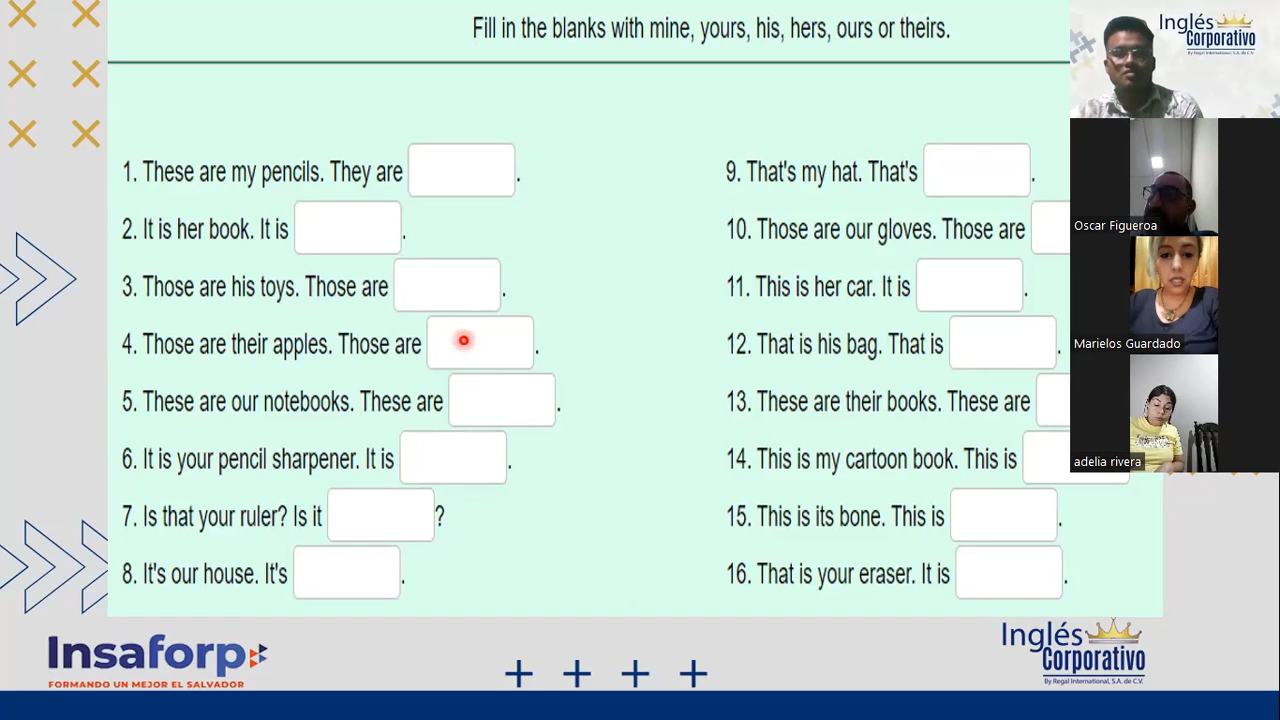 Fill in the blanks with mine, yours, his, hers, ours or theirs.
1. These are my pencils. They are .
2. It is her book. It is .
3. Those are his toys. Those are .
4. Those are their apples. Those are .
5. These are our notebooks. These are .
6. It is your pencil sharpener. It is .
7. Is that your ruler? Is it ?
8. It's our house. It's .
9. That's my hat. That's .
10. Those are our gloves. Those are
11. This is her car. It is .
12. That is his bag. That is .
13. These are their books. These are
14. This is my cartoon book. This is
15. This is its bone. This is .
16. That is your eraser. It is .
Inglés
Corporativo
By Regal International, S.A. de C.V.
Oscar Figueroa
Marielos Guardado
adelia rivera
Insaforp
FORMANDO UN MEJOR EL SALVADOR
Inglés
Corporativo
By Regal International, S.A. de C.V.